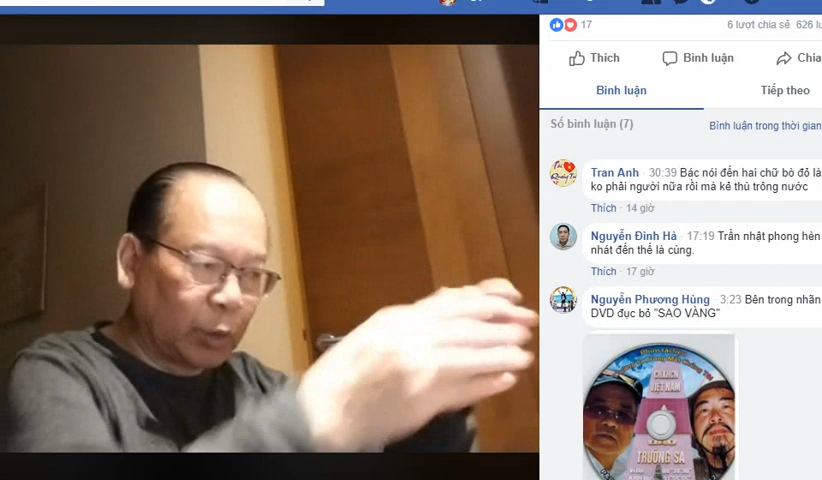 17
6 lượt chia sẻ 626 lu
Thích
Bình luận
Chia
Bình luận
Tiếp theo
Số bình luận (7)
Bình luận trong thời gian
Tran Anh · 30:39 Bác nói đến hai chữ bò đỏ là
ko phải người nữa rồi mà kẻ thù trông nước
Thích · 14 giờ
Nguyễn Đình Hà · 17:19 Trần nhật phong hèn
nhát đến thế là cùng.
Thích · 17 giờ
Nguyễn Phương Hùng · 3:23 Bên trong nhãn
DVD đục bỏ "SAO VÀNG"
CHXHCN
VIỆT NAM
TRƯỜNG SA